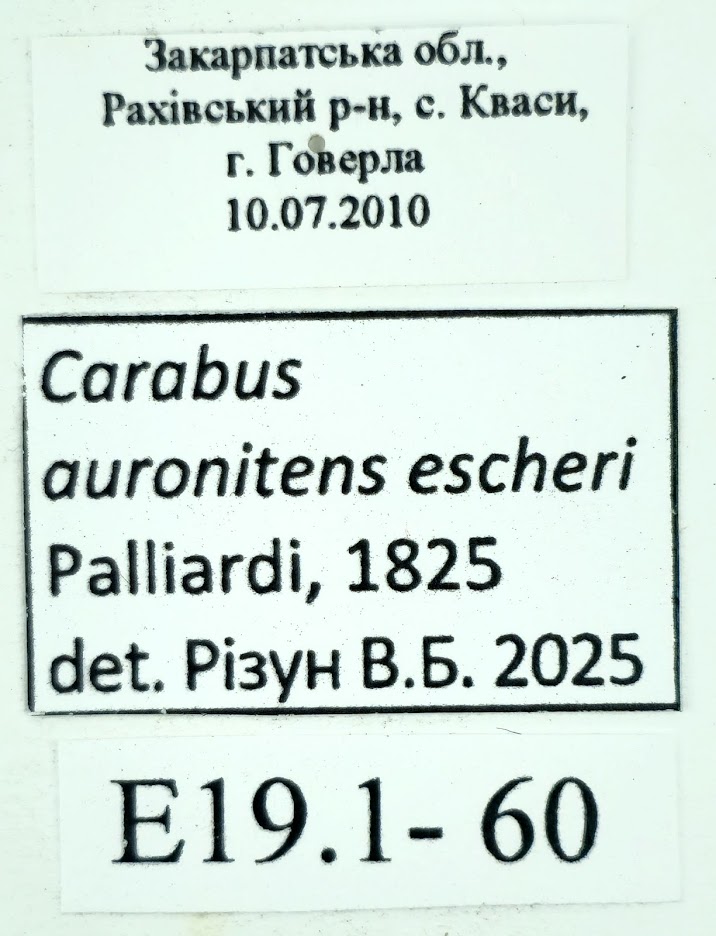 Закарпатська обл.,
Рахівський р-н, с. Кваси,
г. Говерла
10.07.2010
Carabus
auronitens escheri
Palliardi, 1825
det. Різун В.Б. 2025
E19.1- 60